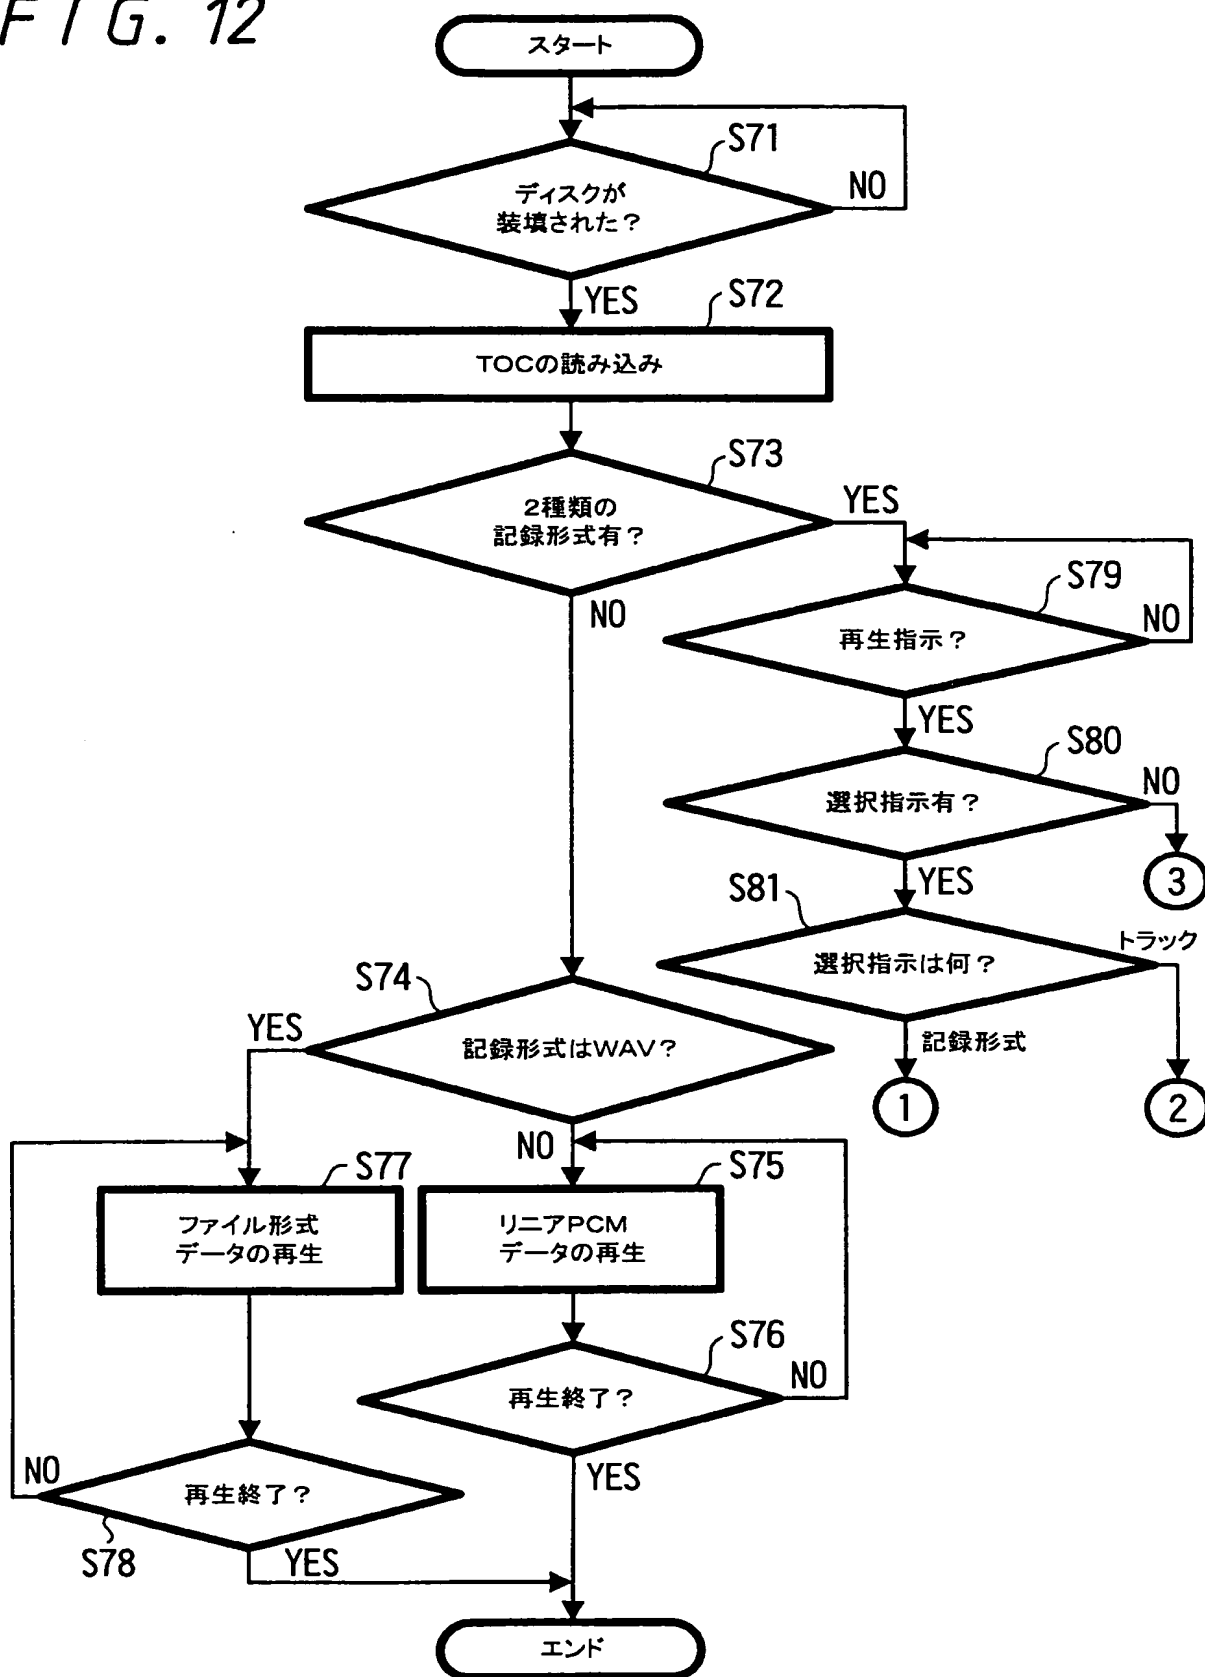 FIG. 12
スタート
S71
ディスクが
装填された？
NO
YES
S72
TOCの読み込み
S73
2種類の
記録形式有？
YES
NO
S79
再生指示？
NO
YES
S80
選択指示有？
NO
3
YES
S81
選択指示は何？
トラック
記録形式
1
2
S74
YES
記録形式はWAV？
NO
S77
ファイル形式
データの再生
S75
リニアPCM
データの再生
S76
再生終了？
NO
YES
NO
再生終了？
S78
YES
エンド